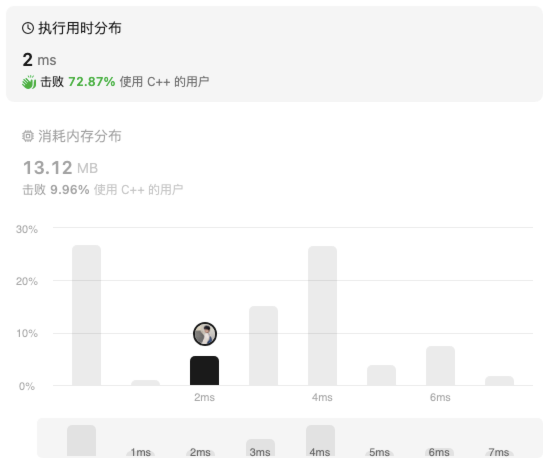 执行用时分布
2 ms
击败 72.87% 使用 C++ 的用户
消耗内存分布
13.12 MB
击败 9.96% 使用 C++ 的用户
30%
20%
10%
0%
2ms 4ms 6ms
1ms 2ms 3ms 4ms 5ms 6ms 7ms